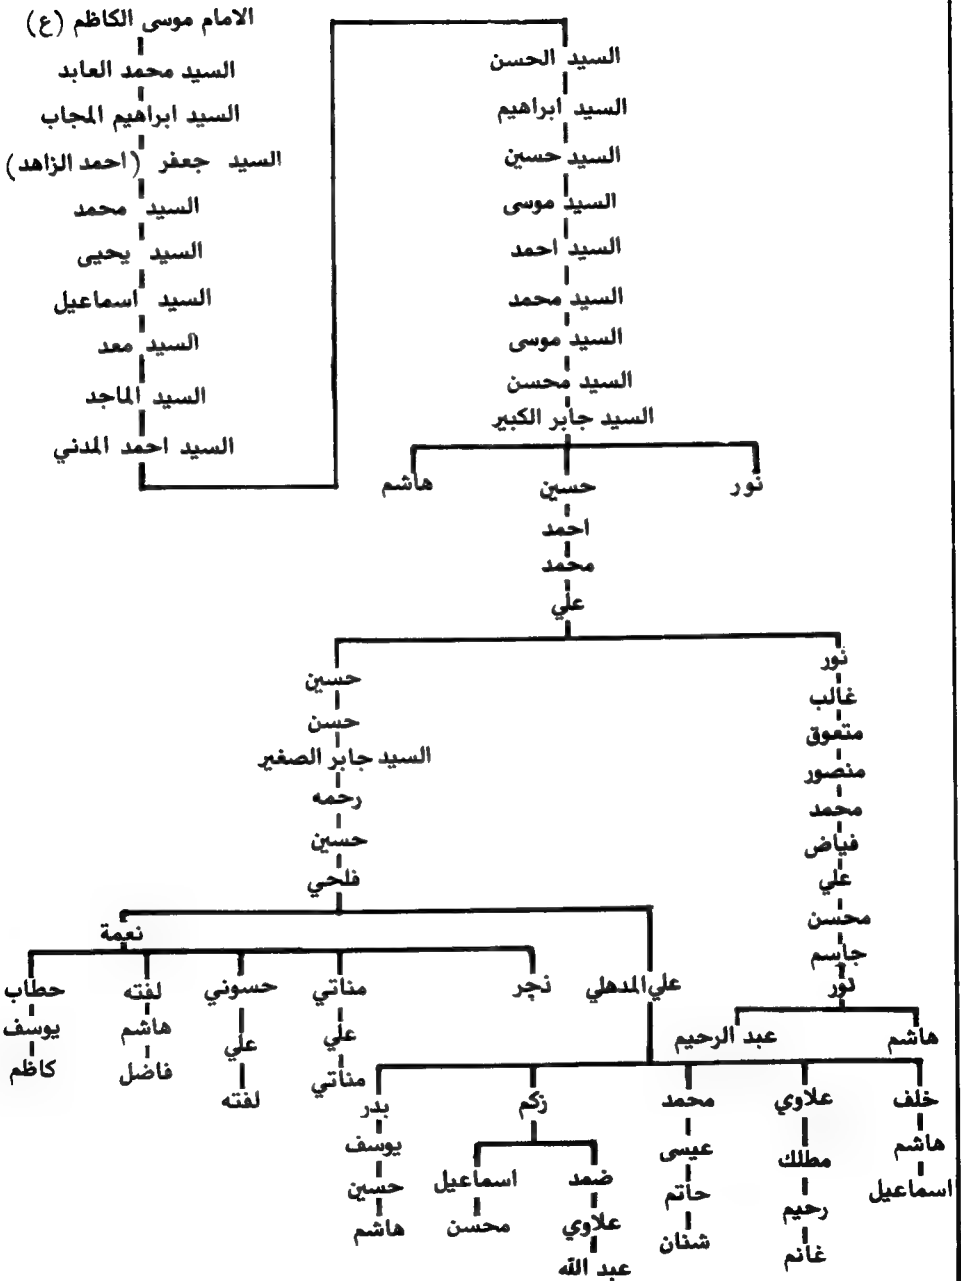 الامام موسى الكاظم (ع)
السيد محمد العابد
السيد ابراهيم المجاب
السيد جعفر (احمد الزاهد)
السيد محمد
السيد يحيى
السيد اسماعيل
السيد معد
السيد الماجد
السيد احمد المدني
السيد الحسن
السيد ابراهيم
السيد حسين
السيد موسى
السيد احمد
السيد محمد
السيد موسى
السيد محسن
السيد جابر الكبير
نور
حسين
هاشم
احمد
محمد
علي
نور
غالب
متعوق
منصور
محمد
فياض
علي
محسن
جاسم
نور
هاشم
عبد الرحيم
حسين
حسن
السيد جابر الصغير
رحمه
حسين
فلحي
علي المدهلي
نعمة
نجر
مناتي
علي
مناتي
حسوني
علي
لفته
لفته
هاشم
فاضل
حطاب
يوسف
كاظم
خلف
هاشم
اسماعيل
علاوي
مطلك
رحيم
غانم
محمد
عيسى
حاتم
شنان
زكم
ضمد
علاوي
عبد الله
اسماعيل
محسن
بدر
يوسف
حسين
هاشم